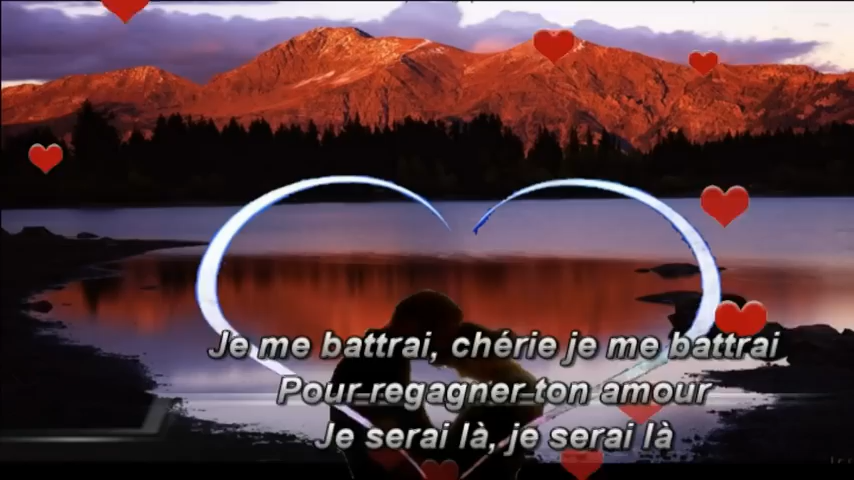 Je me battrai, chérie je me battrai
Pour regagner ton amour
Je serai là, je serai là